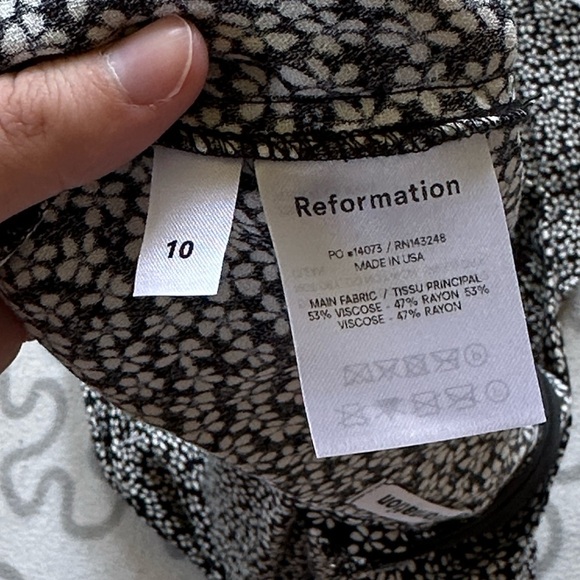 10
Reformation
PO #14073 / RN143248
MADE IN USA
MAIN FABRIC / TISSU PRINCIPAL
53% VISCOSE - 47% RAYON 53%
VISCOSE - 47% RAYON